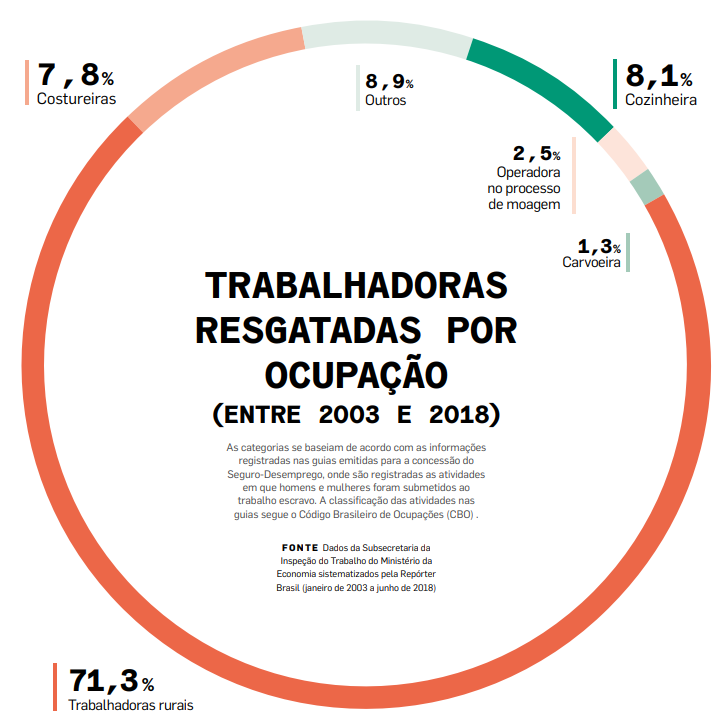 7,8%
Costureiras
8,9%
Outros
8,1%
Cozinheira
2,5%
Operadora
no processo
de moagem
1,3%
Carvoeira
TRABALHADORAS
RESGATADAS POR
OCUPAÇÃO
(ENTRE 2003 E 2018)
As categorias se baseiam de acordo com as informações
registradas nas guias emitidas para a concessão do
Seguro-Desemprego, onde são registradas as atividades
em que homens e mulheres foram submetidos ao
trabalho escravo. A classificação das atividades nas
guias segue o Código Brasileiro de Ocupações (CBO) .
FONTE Dados da Subsecretaria da
Inspeção do Trabalho do Ministério da
Economia sistematizados pela Repórter
Brasil (janeiro de 2003 a junho de 2018)
71,3%
Trabalhadoras rurais